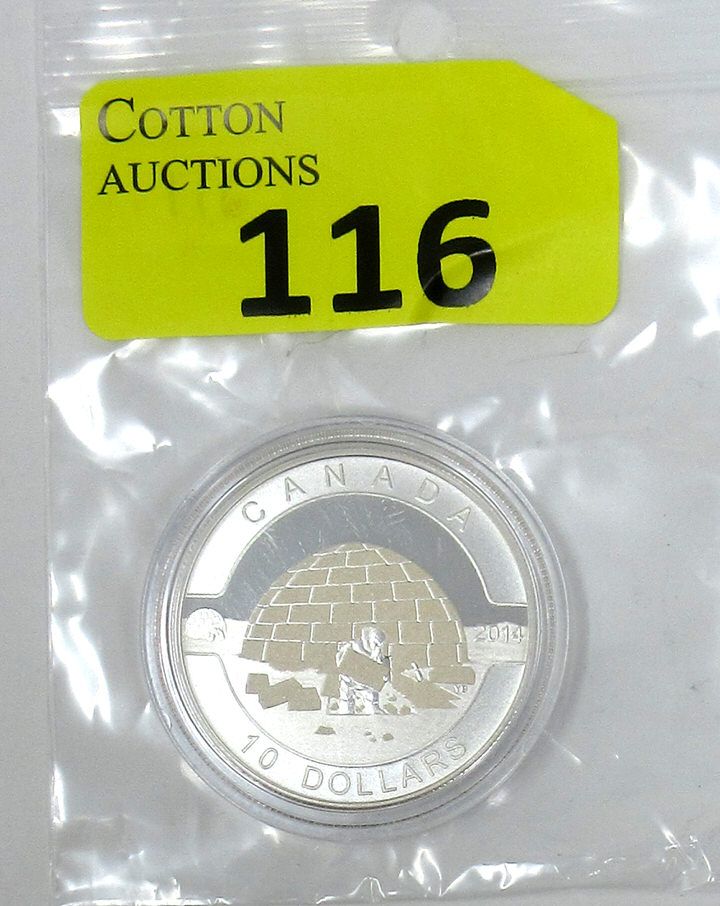 COTTON
AUCTIONS
116
CANADA
2014
10 DOLLARS